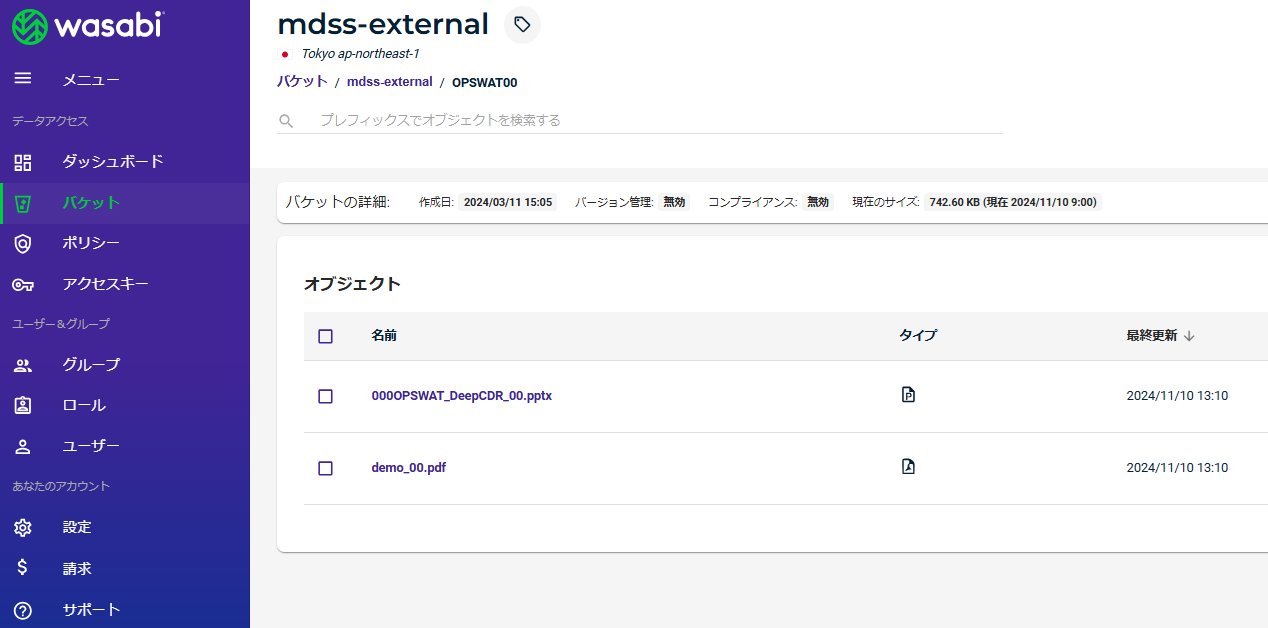 wasabi
メニュー
データアクセス
ダッシュボード
バケット
ポリシー
アクセスキー
ユーザー&グループ
グループ
ロール
ユーザー
あなたのアカウント
設定
請求
サポート
mdss-external
Tokyo ap-northeast-1
バケット / mdss-external / OPSWAT00
プレフィックスでオブジェクトを検索する
バケットの詳細: 作成日: 2024/03/11 15:05 バージョン管理: 無効 コンプライアンス: 無効 現在のサイズ: 742.60 KB (現在 2024/11/10 9:00)
オブジェクト
名前 タイプ 最終更新
000OPSWAT_DeepCDR_00.pptx 2024/11/10 13:10
demo_00.pdf 2024/11/10 13:10